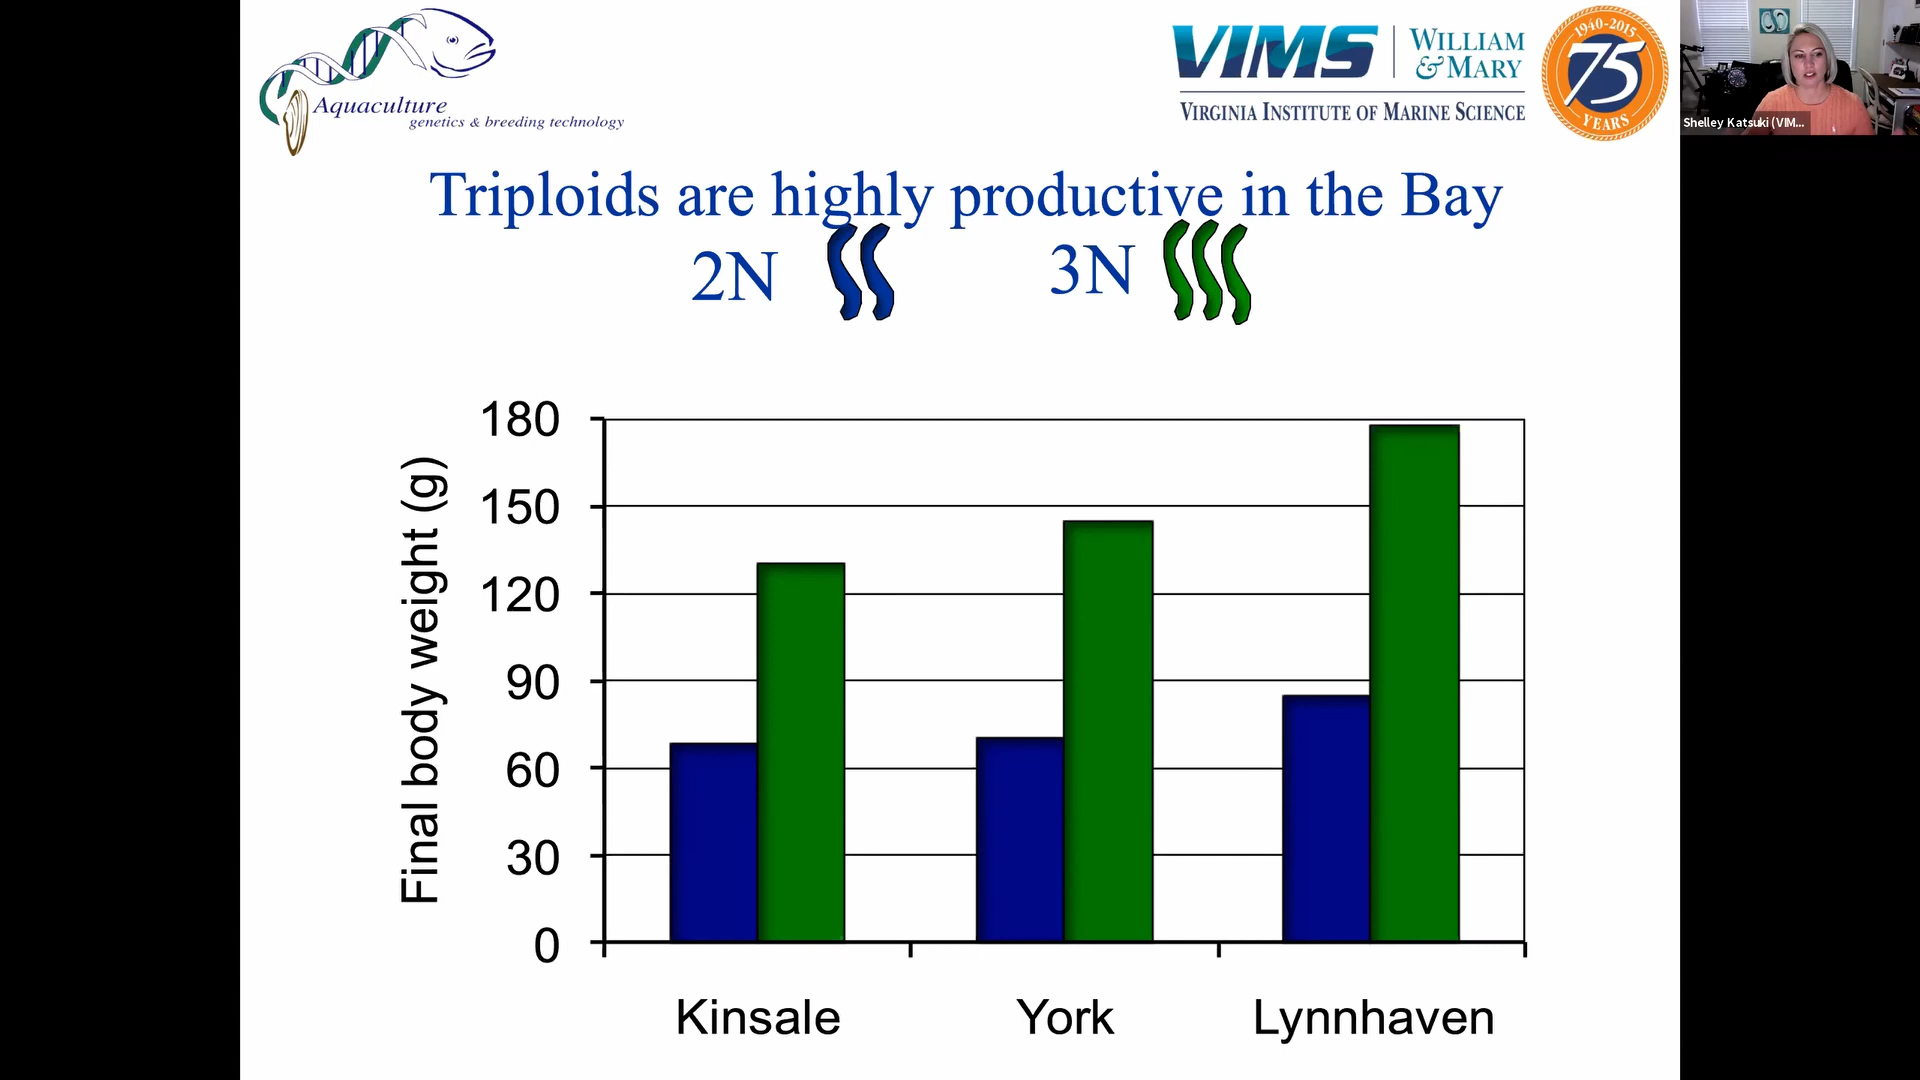 Aquaculture
genetics & breeding technology
VIMS
WILLIAM
& MARY
VIRGINIA INSTITUTE OF MARINE SCIENCE
1940-2015
75
YEARS
Shelley Katsuki (VIM...
Triploids are highly productive in the Bay
2N
3N
Final body weight (g)
180
150
120
90
60
30
0
Kinsale
York
Lynnhaven